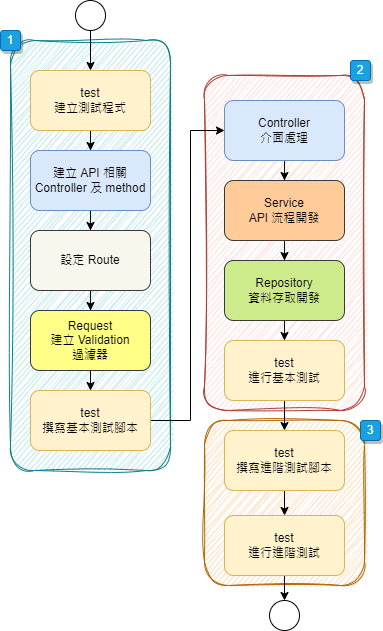 1
test
建立測試程式
建立 API 相關
Controller 及 method
設定 Route
Request
建立 Validation
過濾器
test
撰寫基本測試腳本
2
Controller
介面處理
Service
API 流程開發
Repository
資料存取開發
test
進行基本測試
3
test
撰寫進階測試腳本
test
進行進階測試